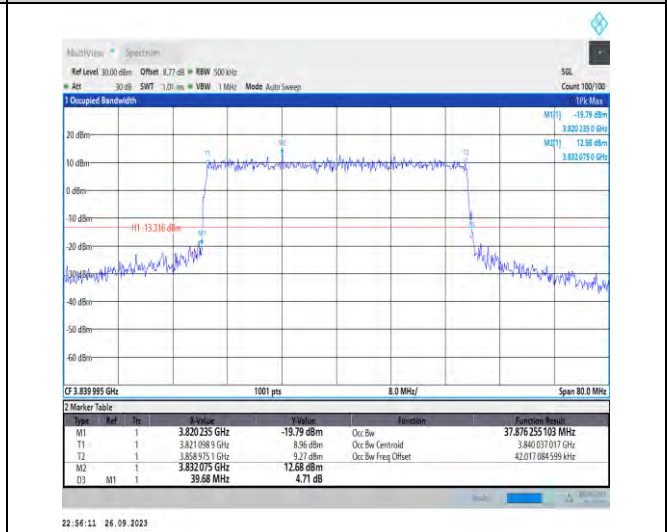 MultiView Spectrum
Ref Level 30.00 dBm Offset 8.77 dB RBW 500 kHz SGL
Att 30 dB SWT 1.01 ms VBW 1 MHz Mode Auto Sweep Count 100/100
1 Occupied Bandwidth 1Pk Max
M1[1] -19.79 dBm
3.820 235 0 GHz
M2[1] 12.68 dBm
3.832 075 0 GHz
20 dBm
10 dBm
0 dBm
-10 dBm
-20 dBm
-30 dBm
-40 dBm
-50 dBm
-60 dBm
T1
M2
T2
H1 -13.316 dBm
M1
CF 3.839 995 GHz 1001 pts 8.0 MHz/ Span 80.0 MHz
2 Marker Table
Type Ref Trc X-Value Y-Value Function Function Result
M1 1 3.820 235 GHz -19.79 dBm Occ Bw 37.876 255 103 MHz
T1 1 3.821 098 9 GHz 8.96 dBm Occ Bw Centroid 3.840 037 017 GHz
T2 1 3.858 975 1 GHz 9.27 dBm Occ Bw Freq Offset 42.017 084 599 kHz
M2 1 3.832 075 GHz 12.68 dBm
D3 M1 1 39.68 MHz 4.71 dB
22:56:11 26.09.2023